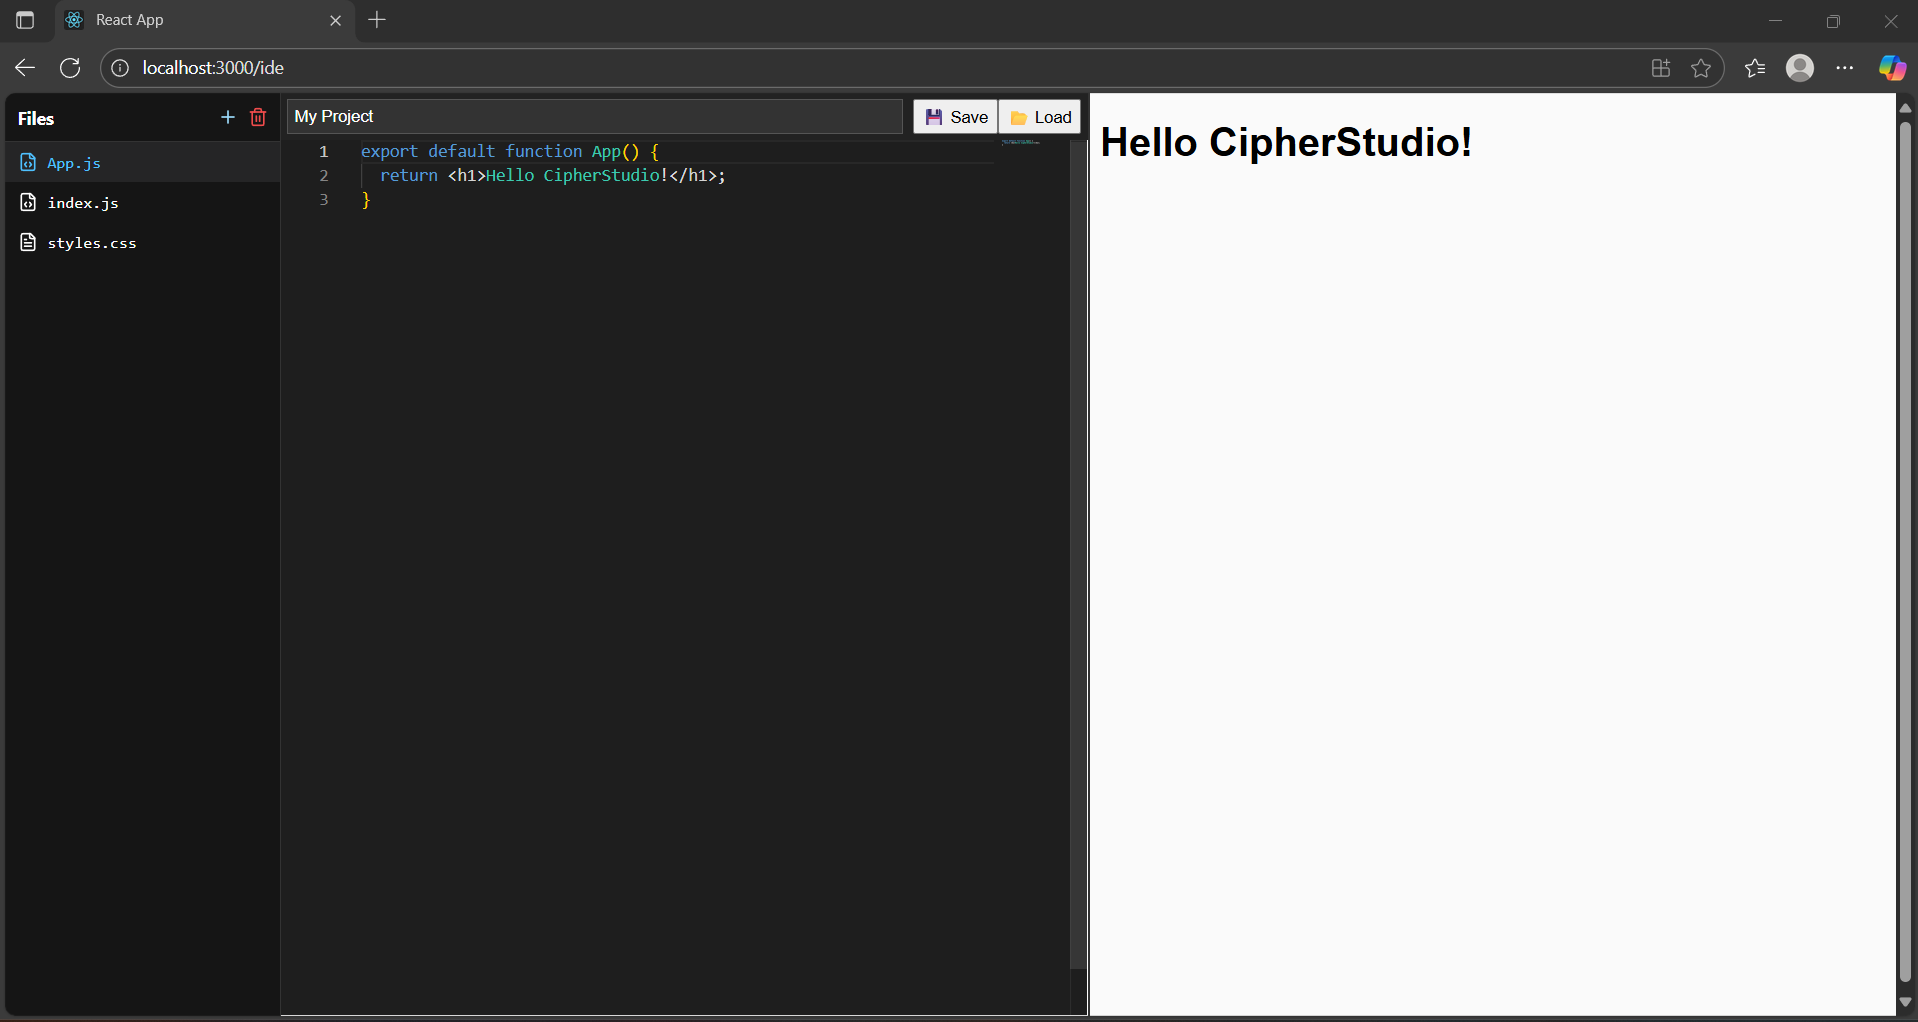 React App
localhost:3000/ide
Files
App.js
index.js
styles.css
My Project
Save
Load
1 export default function App() {
2 return <h1>Hello CipherStudio!</h1>;
3 }
Hello CipherStudio!